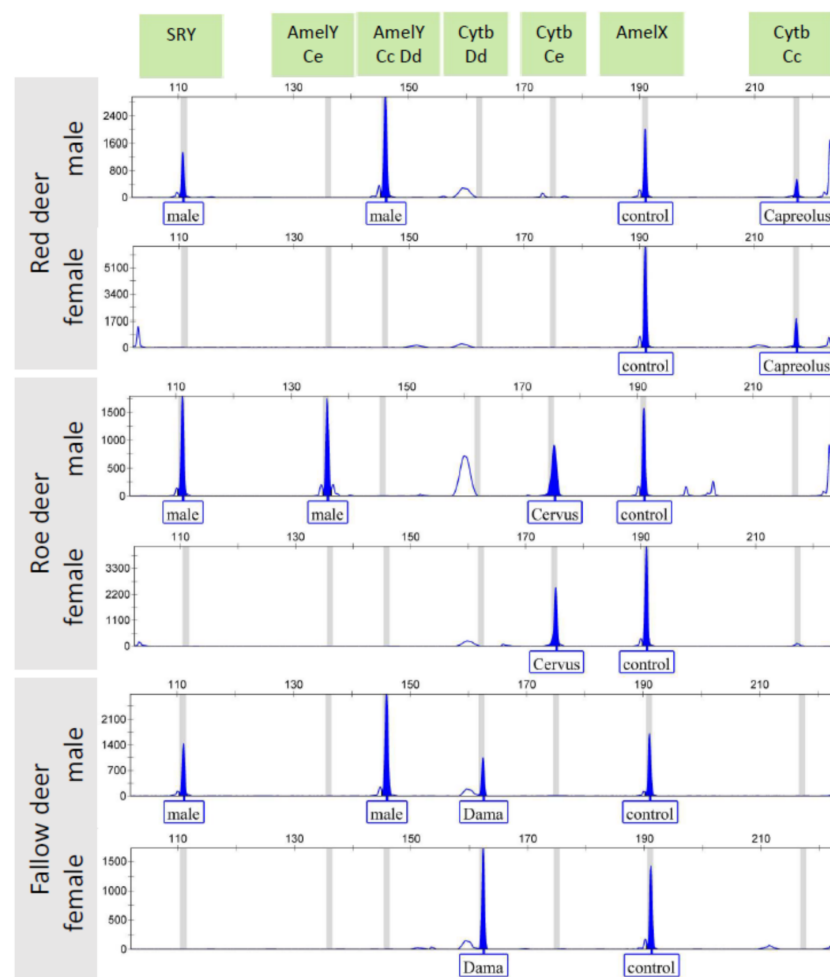 SRY
AmelY Ce
AmelY Cc Dd
Cytb Dd
Cytb Ce
AmelX
Cytb Cc
Red deer
male
110 130 150 170 190 210
2400
1600
800
0
male male control Capreolus
female
110 130 150 170 190 210
5100
3400
1700
0
control Capreolus
Roe deer
male
110 130 150 170 190 210
1500
1000
500
0
male male Cervus control
female
110 130 150 170 190 210
3300
2200
1100
0
Cervus control
Fallow deer
male
110 130 150 170 190 210
2100
1400
700
0
male male Dama control
female
110 130 150 170 190 210
1500
1000
500
0
Dama control